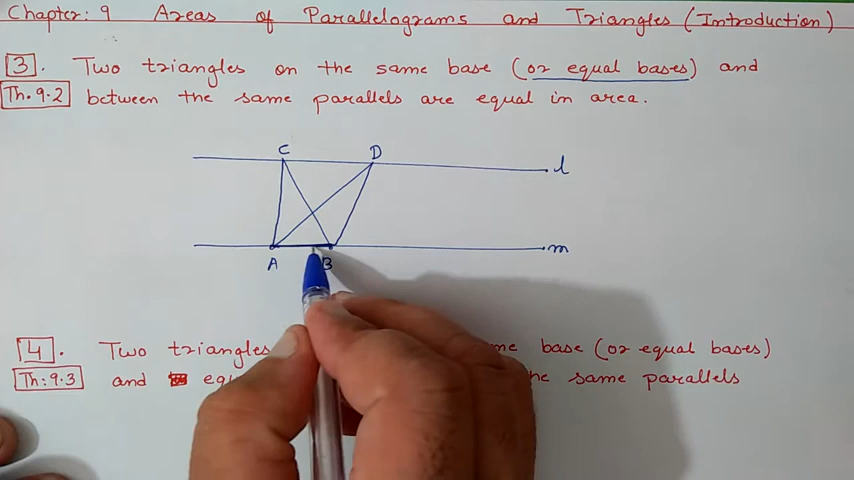 Chapter: 9 Areas of Parallelograms and Triangles (Introduction)
3. Two triangles on the same base (or equal bases) and
Th. 9.2 between the same parallels are equal in area.
C D l
A B m
4. Two triangles me base (or equal bases)
Th: 9.3 and the same parallels